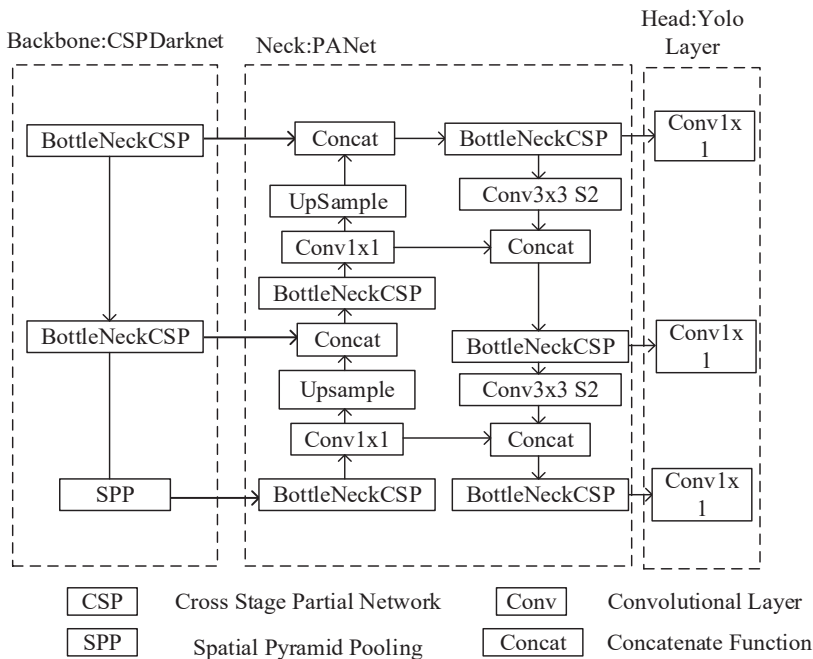 Backbone:CSPDarknet
Neck:PANet
Head:Yolo
Layer
BottleNeckCSP
Concat
BottleNeckCSP
Conv1x
1
UpSample
Conv3x3 S2
Conv1x1
Concat
BottleNeckCSP
BottleNeckCSP
Concat
BottleNeckCSP
Conv1x
1
Upsample
Conv3x3 S2
Conv1x1
Concat
SPP
BottleNeckCSP
BottleNeckCSP
Conv1x
1
CSP
Cross Stage Partial Network
Conv
Convolutional Layer
SPP
Spatial Pyramid Pooling
Concat
Concatenate Function